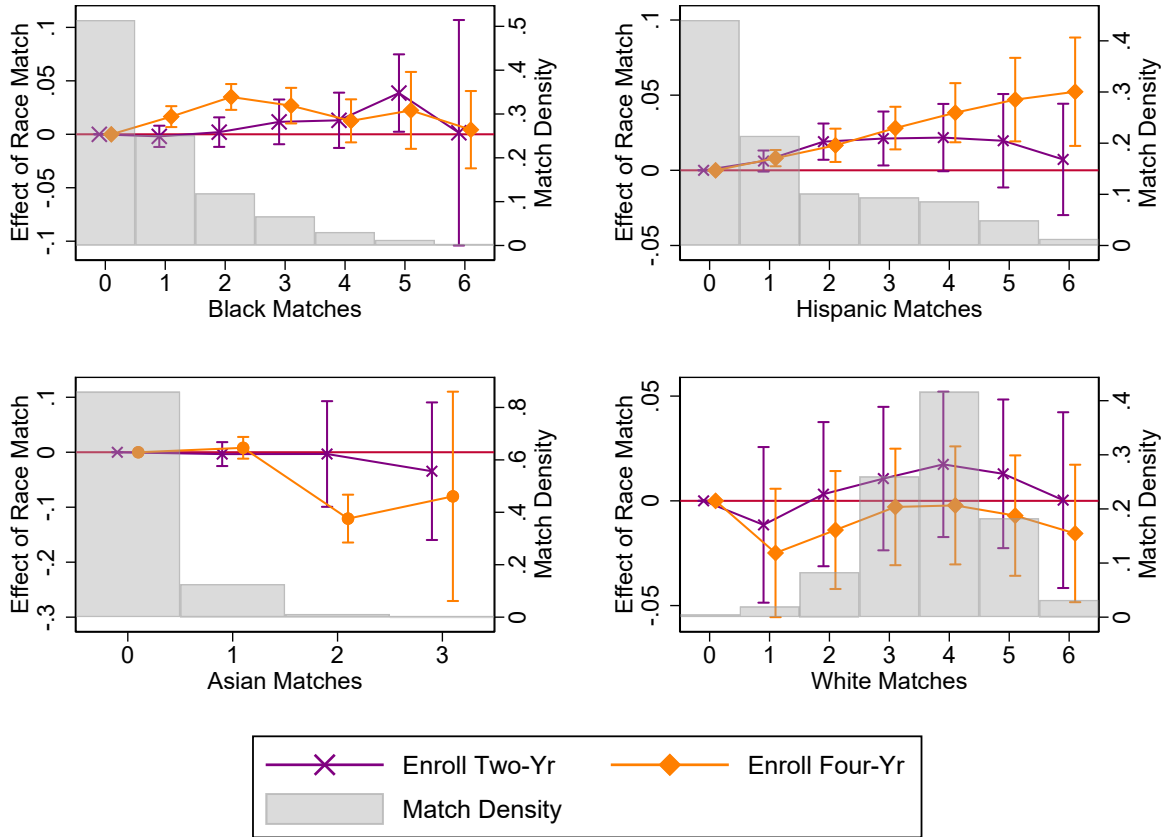 Effect of Race Match
.1
.05
0
-.05
-.1
0 1 2 3 4 5 6
Black Matches
.5
.4
.3
.2
.1
0
Match Density
Effect of Race Match
.1
.05
0
-.05
0 1 2 3 4 5 6
Hispanic Matches
.4
.3
.2
.1
0
Match Density
Effect of Race Match
.1
0
-.1
-.2
-.3
0 1 2 3
Asian Matches
.8
.6
.4
.2
0
Match Density
Effect of Race Match
.05
0
-.05
0 1 2 3 4 5 6
White Matches
.4
.3
.2
.1
0
Match Density
Enroll Two-Yr
Enroll Four-Yr
Match Density